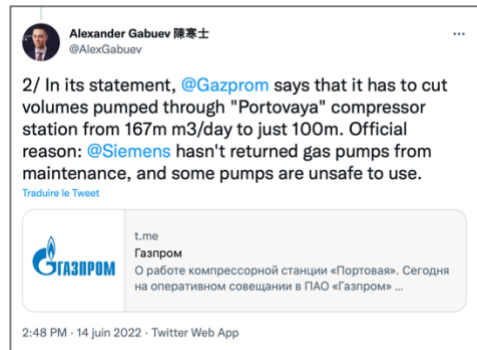 Alexander Gabuev 陳寒士
@AlexGabuev
2/ In its statement, @Gazprom says that it has to cut
volumes pumped through "Portovaya" compressor
station from 167m m3/day to just 100m. Official
reason: @Siemens hasn't returned gas pumps from
maintenance, and some pumps are unsafe to use.
Traduire le Tweet
ГАЗПРОМ
t.me
Газпром
О работе компрессорной станции «Портовая». Сегодня
на оперативном совещании в ПАО «Газпром» ...
2:48 PM · 14 juin 2022 · Twitter Web App